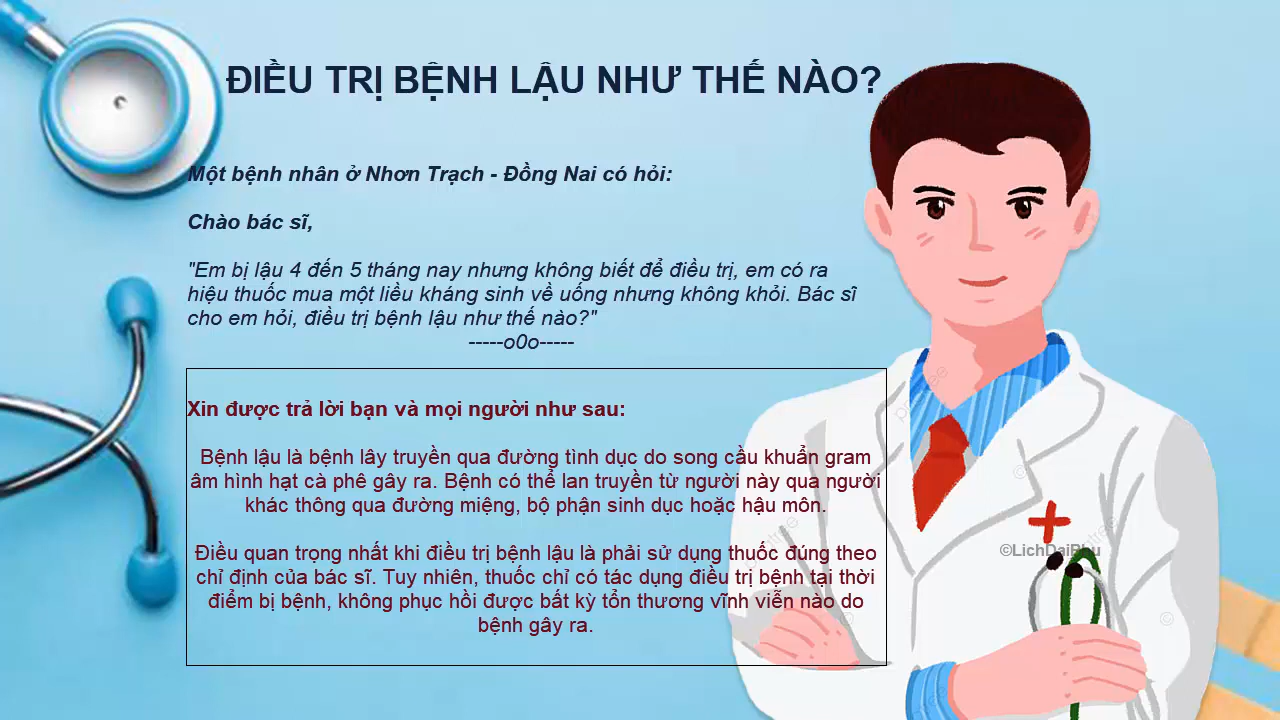 ĐIỀU TRỊ BỆNH LẬU NHƯ THẾ NÀO?
Một bệnh nhân ở Nhơn Trạch - Đồng Nai có hỏi:
Chào bác sĩ,
"Em bị lậu 4 đến 5 tháng nay nhưng không biết để điều trị, em có ra
hiệu thuốc mua một liều kháng sinh về uống nhưng không khỏi. Bác sĩ
cho em hỏi, điều trị bệnh lậu như thế nào?"
-----o0o-----
Xin được trả lời bạn và mọi người như sau:
Bệnh lậu là bệnh lây truyền qua đường tình dục do song cầu khuẩn gram
âm hình hạt cà phê gây ra. Bệnh có thể lan truyền từ người này qua người
khác thông qua đường miệng, bộ phận sinh dục hoặc hậu môn.
Điều quan trọng nhất khi điều trị bệnh lậu là phải sử dụng thuốc đúng theo
chỉ định của bác sĩ. Tuy nhiên, thuốc chỉ có tác dụng điều trị bệnh tại thời
điểm bị bệnh, không phục hồi được bất kỳ tổn thương vĩnh viễn nào do
bệnh gây ra.
©LichDaiPhu